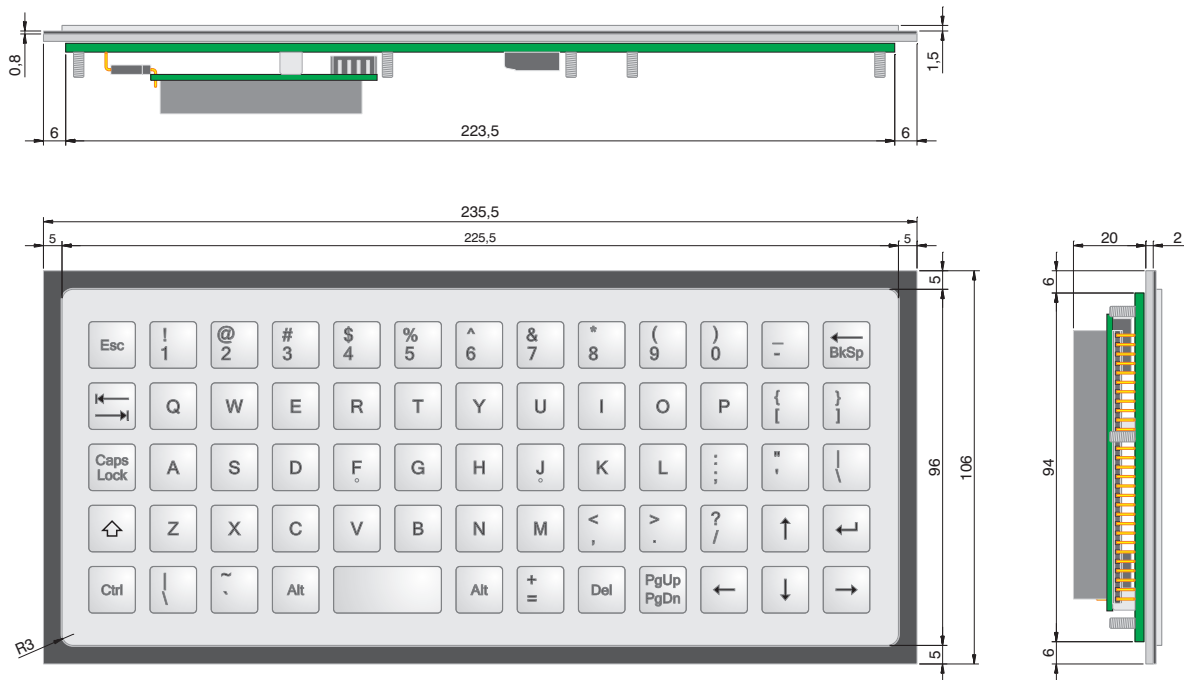 0,8
1,5
6 223,5 6
235,5
5 225,5 5
20 2
5
6
Esc ! 1 @ 2 # 3 $ 4 % 5 ^ 6 & 7 * 8 ( 9 ) 0 _ - BkSp
Q W E R T Y U I O P { [ } ]
Caps Lock A S D F G H J K L : ; " ' | \
96
106
94
Z X C V B N M < , > . ? / ↑ ↵
Ctrl | \ ~ ` Alt Alt + = Del PgUp PgDn ← ↓ →
R3
5
6